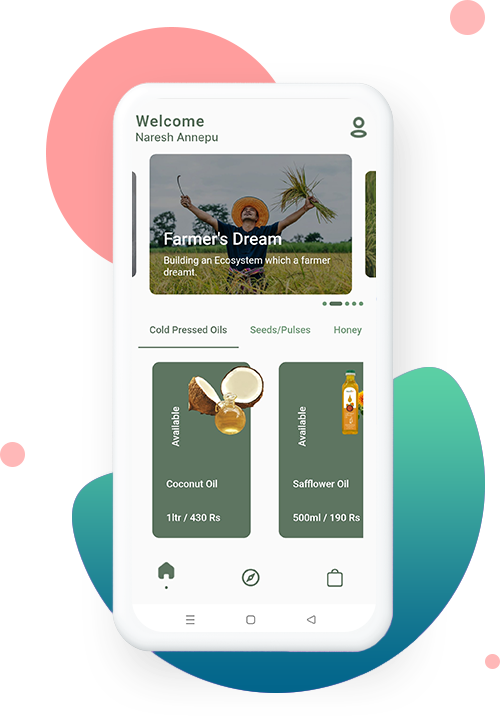 Welcome
Naresh Annepu
Farmer's Dream
Building an Ecosystem which a farmer
dreamt.
Cold Pressed Oils
Seeds/Pulses
Honey
Available
Coconut Oil
1ltr / 430 Rs
Available
Safflower Oil
500ml / 190 Rs